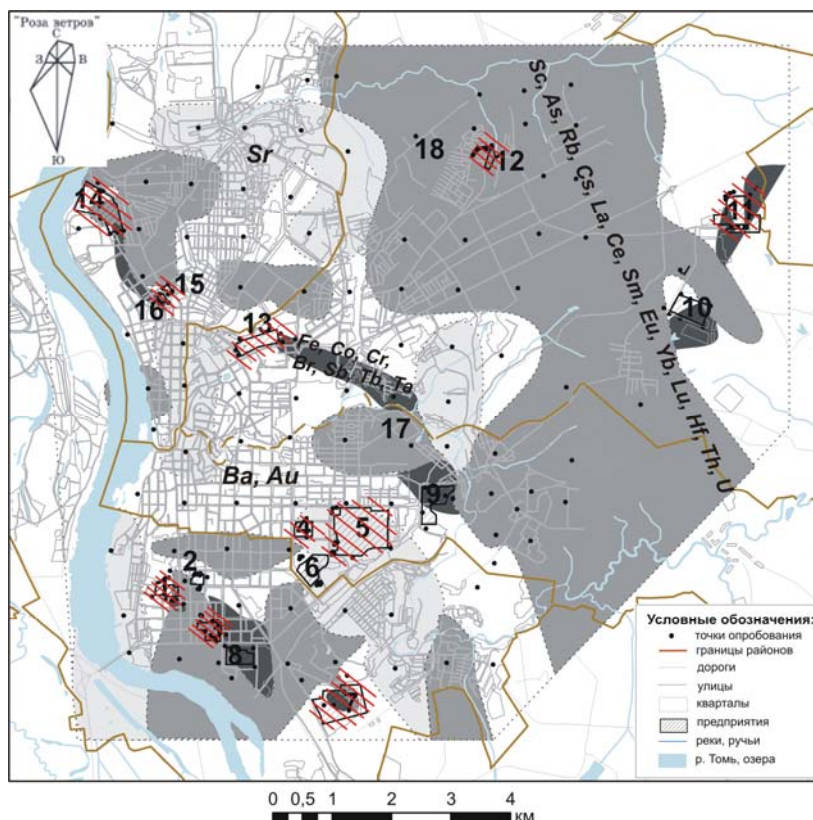 "Роза ветров"
С
З В
Ю
Sr
18
12
Sc, As, Rb, Cs, La, Ce, Sm, Eu, Yb, Lu, Hf, Th, U
14
11
15
16
10
13
Fe, Co, Cr,
Br, Sb, Tb, Ta
17
Ba, Au
9
4
5
6
2
1
3
8
7
Условные обозначения:
точки опробования
границы районов
дороги
улицы
кварталы
предприятия
реки, ручьи
р. Томь, озера
0 0,5 1 2 3 4
км